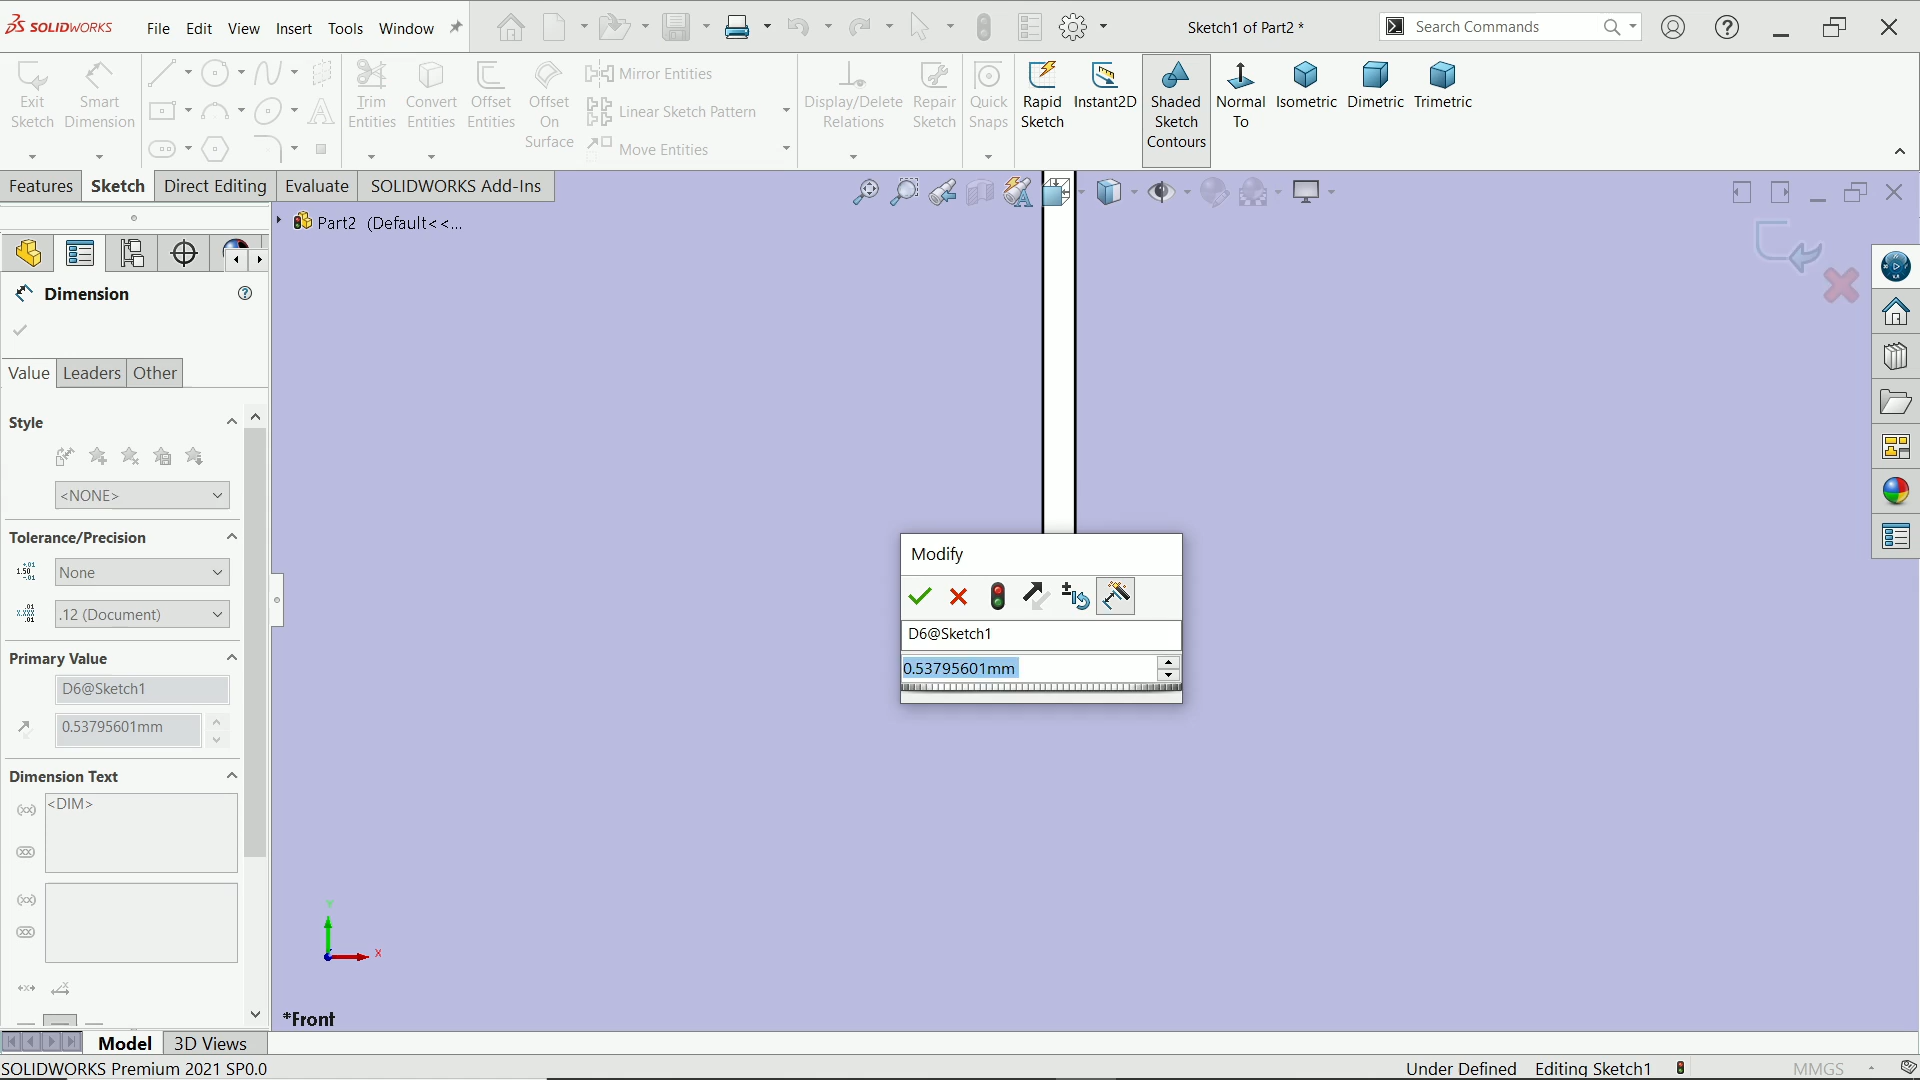 SOLIDWORKS
File Edit View Insert Tools Window
Sketch1 of Part2 *
Search Commands
Exit Sketch
Smart Dimension
Trim Entities
Convert Entities
Offset Entities
Offset On Surface
Mirror Entities
Linear Sketch Pattern
Move Entities
Display/Delete Relations
Repair Sketch
Quick Snaps
Rapid Sketch
Instant2D
Shaded Sketch Contours
Normal To
Isometric
Dimetric
Trimetric
Features Sketch Direct Editing Evaluate SOLIDWORKS Add-Ins
Part2 (Default<<...
Dimension
Value Leaders Other
Style
<NONE>
Tolerance/Precision
None
.12 (Document)
Primary Value
D6@Sketch1
0.53795601mm
Dimension Text
<DIM>
Modify
D6@Sketch1
0.53795601mm
Y
X
*Front
Model 3D Views
SOLIDWORKS Premium 2021 SP0.0
Under Defined Editing Sketch1 MMGS